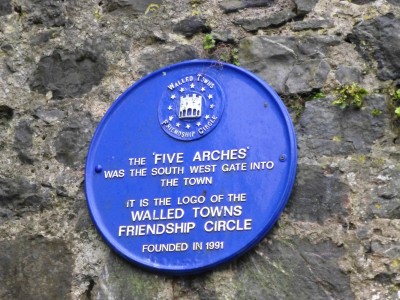 WALLED TOWNS
FRIENDSHIP CIRCLE
THE 'FIVE ARCHES'
WAS THE SOUTH WEST GATE INTO
THE TOWN
IT IS THE LOGO OF THE
WALLED TOWNS
FRIENDSHIP CIRCLE
FOUNDED IN 1991